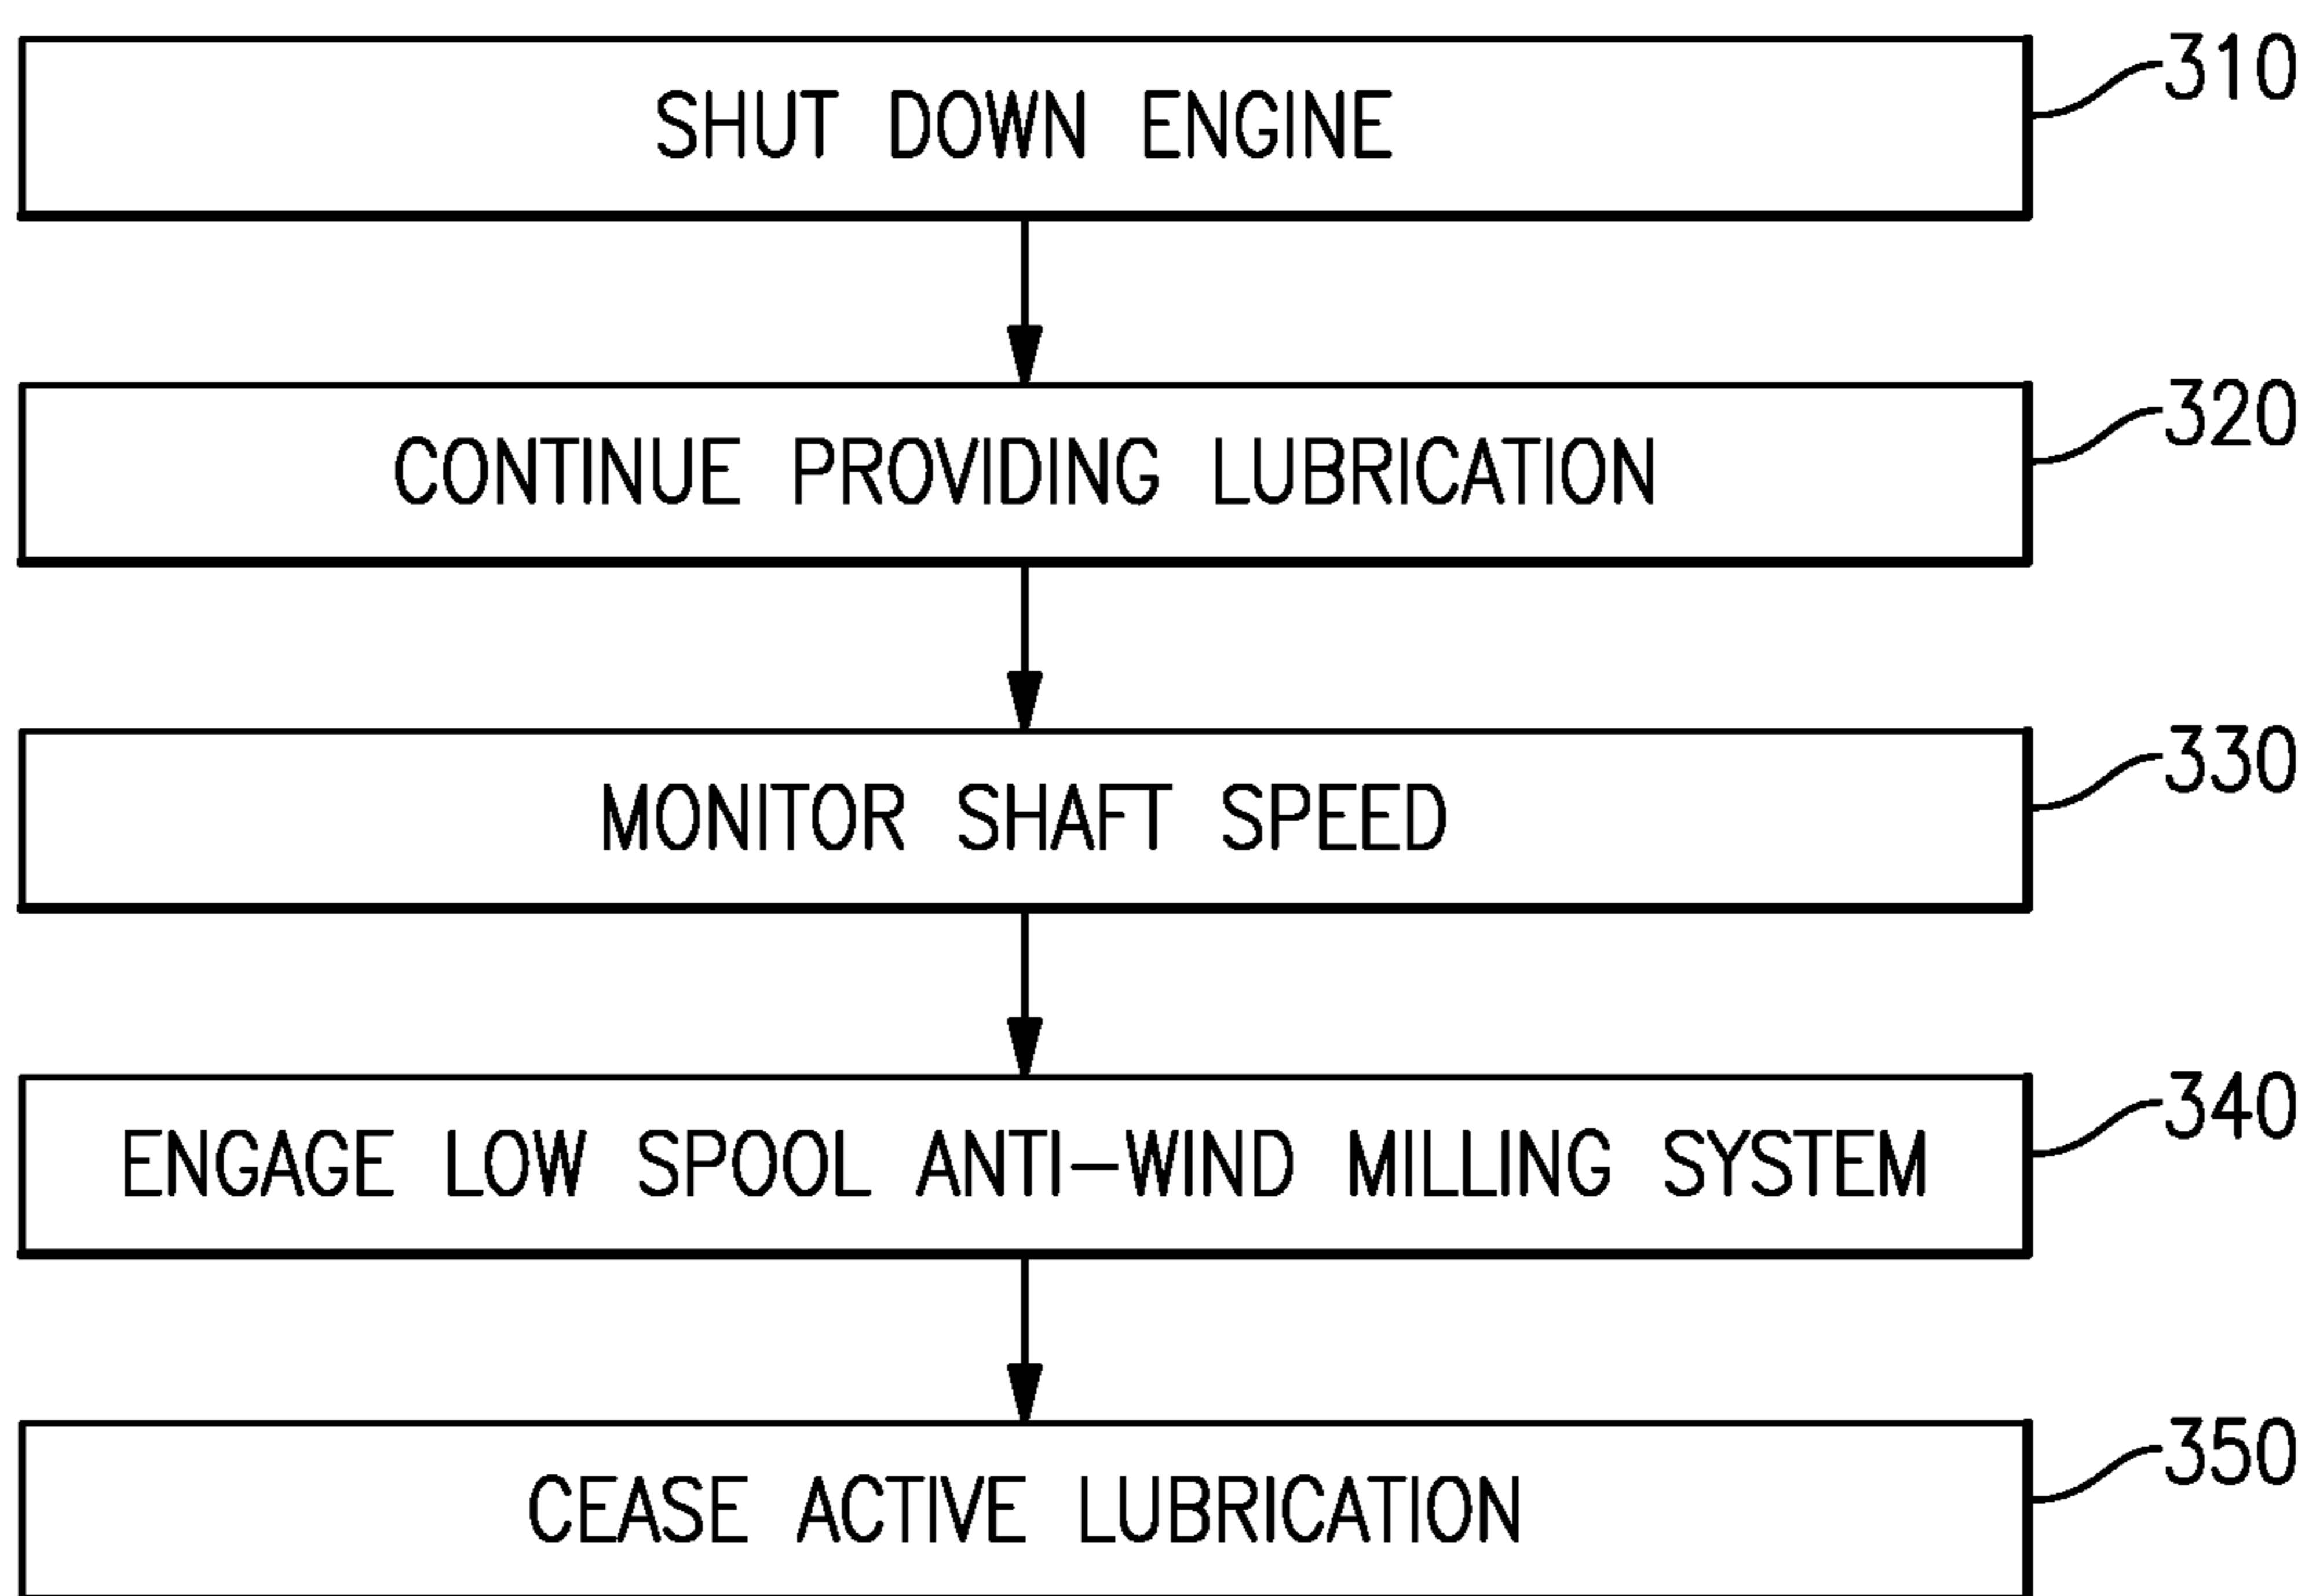 SHUT DOWN ENGINE 310
CONTINUE PROVIDING LUBRICATION 320
MONITOR SHAFT SPEED 330
ENGAGE LOW SPOOL ANTI-WIND MILLING SYSTEM 340
CEASE ACTIVE LUBRICATION 350